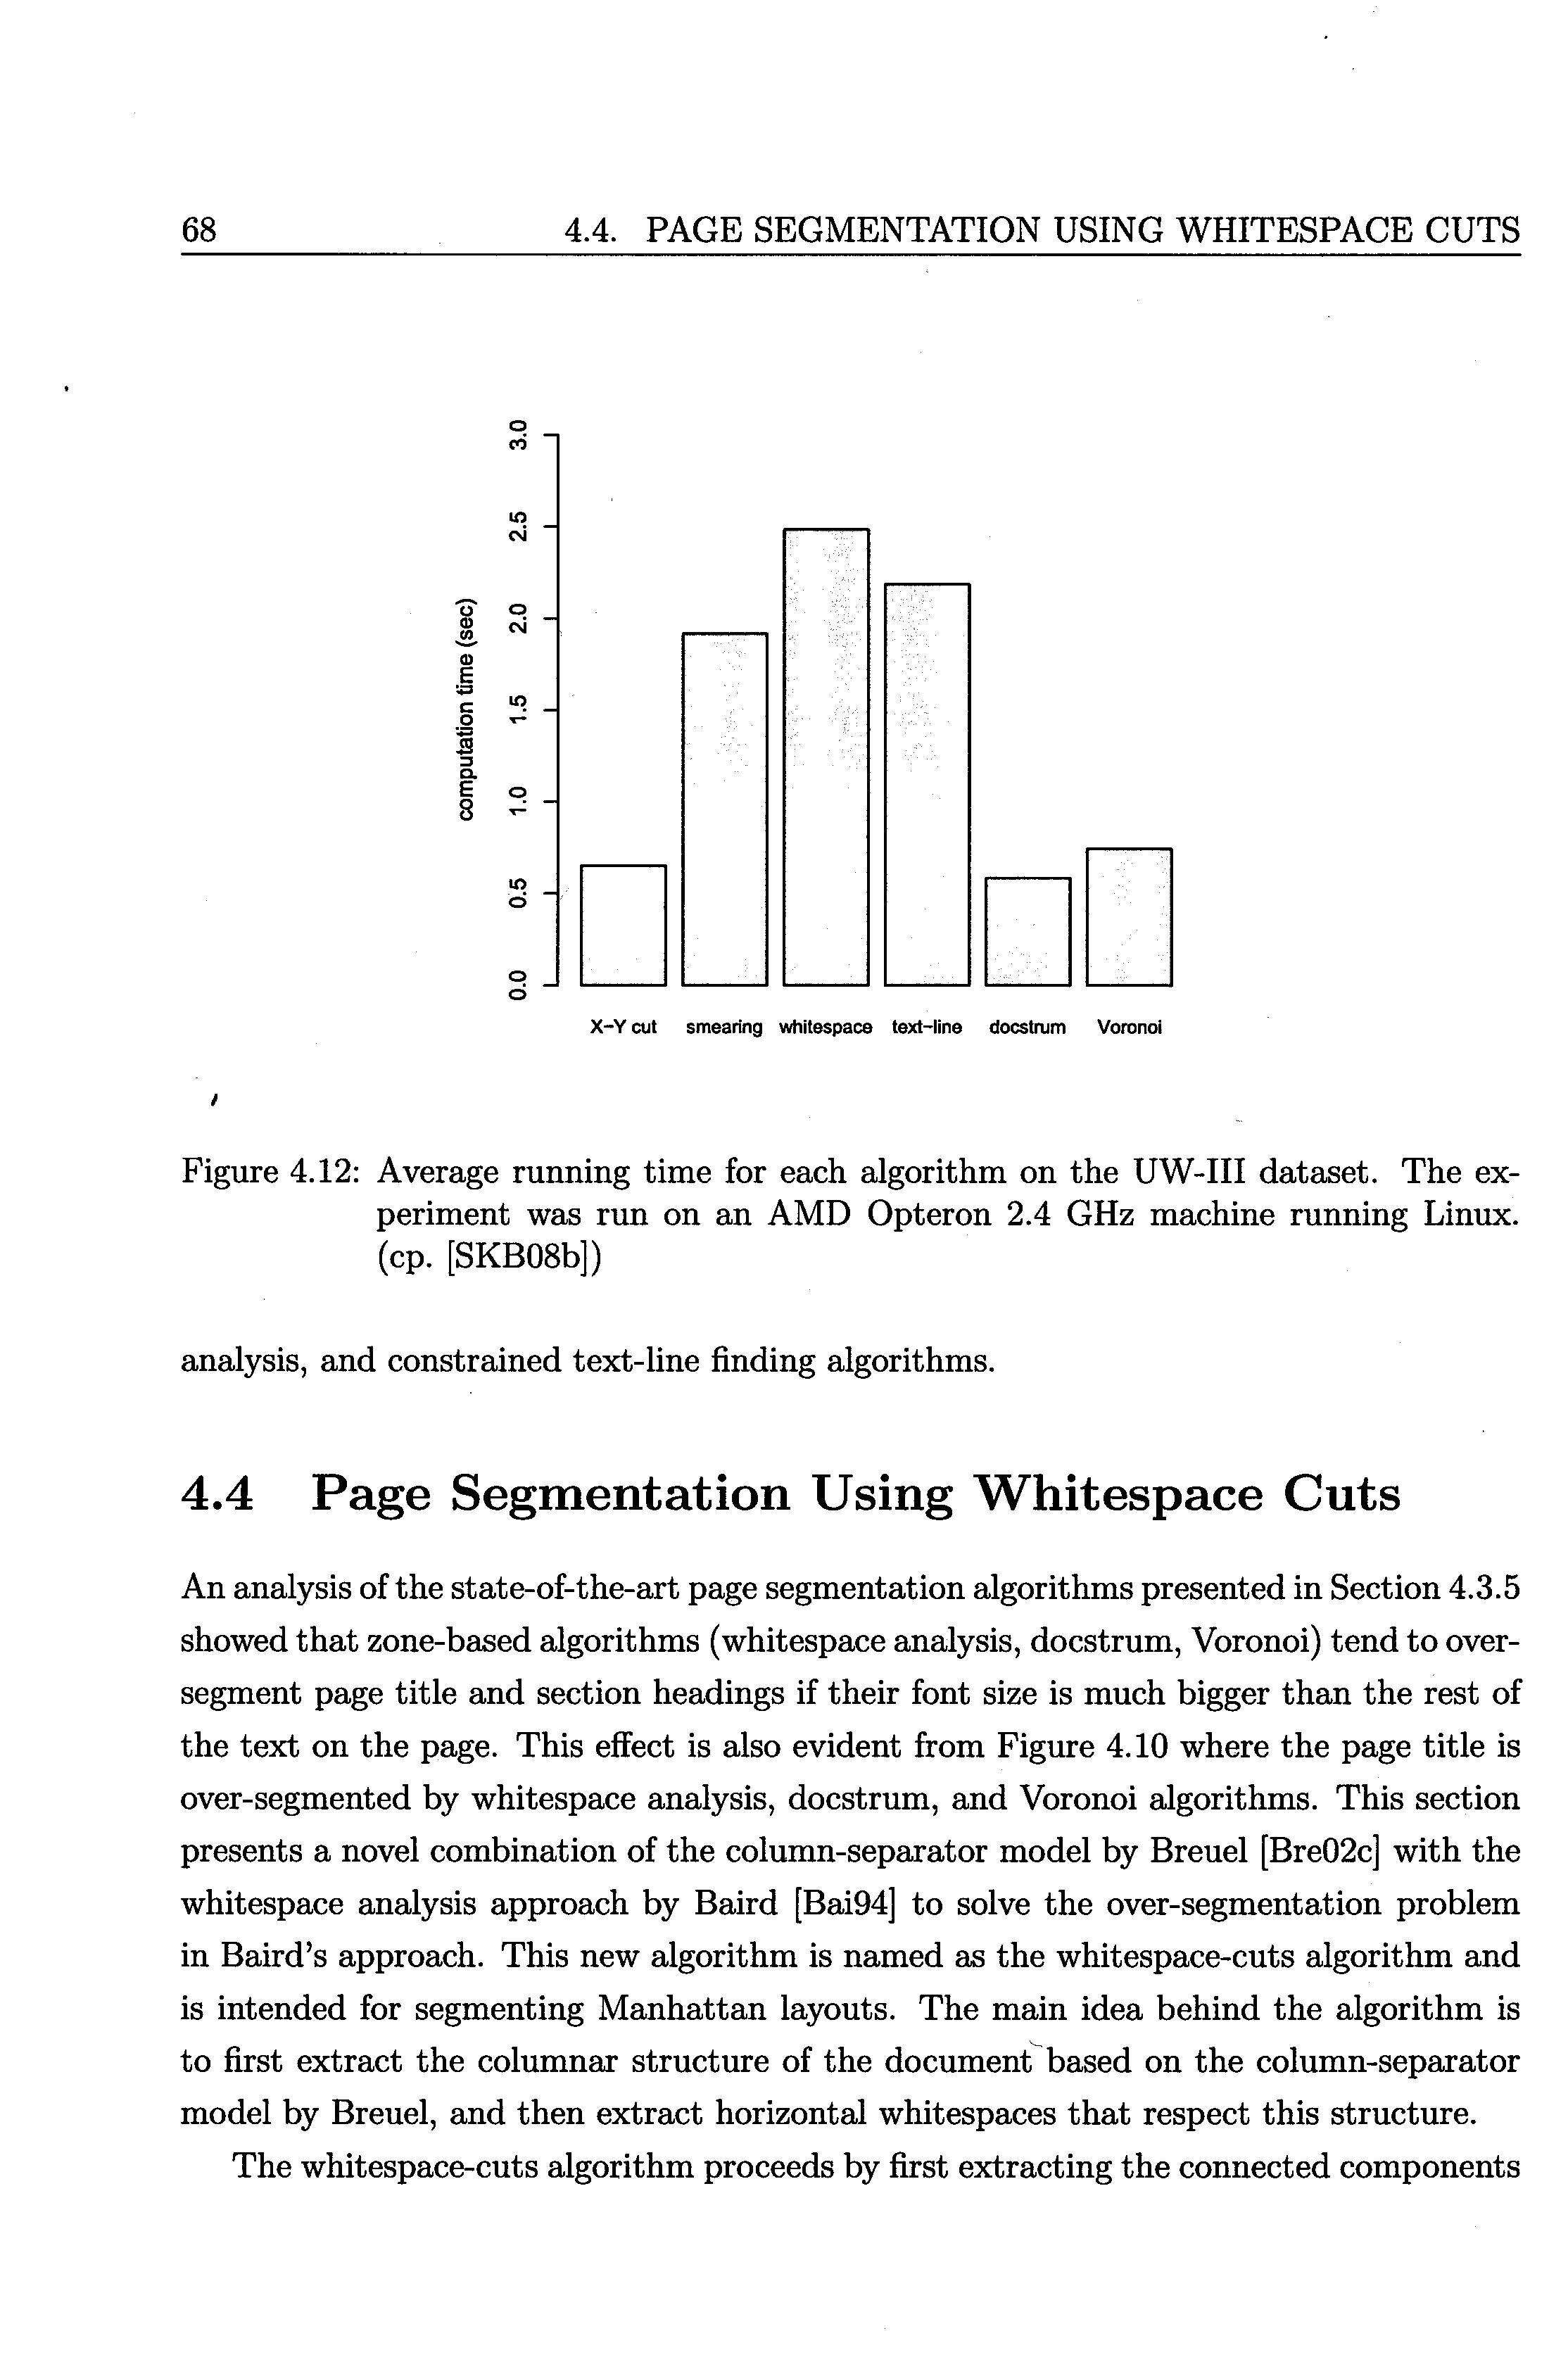 68 4.4. PAGE SEGMENTATION USING WHITESPACE CUTS
computation time (sec)
3.0
2.5
2.0
1.5
1.0
0.5
0.0
X-Y cut smearing whitespace text-line docstrum Voronoi
Figure 4.12: Average running time for each algorithm on the UW-III dataset. The ex-
periment was run on an AMD Opteron 2.4 GHz machine running Linux.
(cp. [SKB08b])
analysis, and constrained text-line finding algorithms.
4.4 Page Segmentation Using Whitespace Cuts
An analysis of the state-of-the-art page segmentation algorithms presented in Section 4.3.5
showed that zone-based algorithms (whitespace analysis, docstrum, Voronoi) tend to over-
segment page title and section headings if their font size is much bigger than the rest of
the text on the page. This effect is also evident from Figure 4.10 where the page title is
over-segmented by whitespace analysis, docstrum, and Voronoi algorithms. This section
presents a novel combination of the column-separator model by Breuel [Bre02c] with the
whitespace analysis approach by Baird [Bai94] to solve the over-segmentation problem
in Baird's approach. This new algorithm is named as the whitespace-cuts algorithm and
is intended for segmenting Manhattan layouts. The main idea behind the algorithm is
to first extract the columnar structure of the document based on the column-separator
model by Breuel, and then extract horizontal whitespaces that respect this structure.
The whitespace-cuts algorithm proceeds by first extracting the connected components